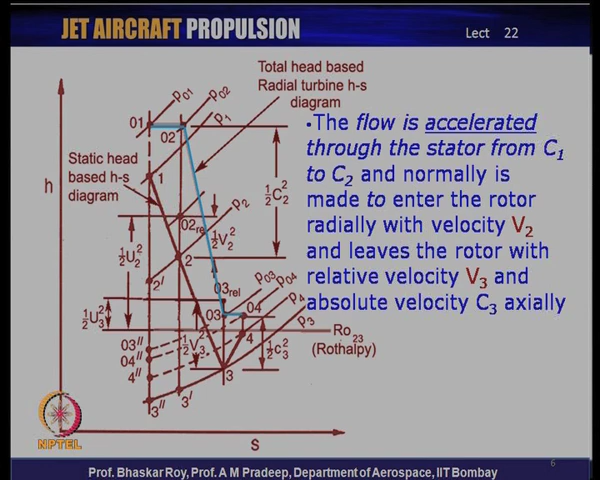 JET AIRCRAFT PROPULSION
Lect 22
Total head based
Radial turbine h-s
diagram
01
P01
P02
P1
02
Static head
based h-s
diagram
h
1
½C₂²
P2
02rel
½V₂²
½U₂²
2
2'
03rel
P03
P04
½U₃²
03
04
P4
P3
03"
04"
½V₃²
4
Ro23
(Rothalpy)
½c₃²
4"
3
3"
3'
S
•The flow is accelerated
through the stator from C₁
to C₂ and normally is
made to enter the rotor
radially with velocity V₂
and leaves the rotor with
relative velocity V₃ and
absolute velocity C₃ axially
NPTEL
6
Prof. Bhaskar Roy, Prof. A M Pradeep, Department of Aerospace, IIT Bombay